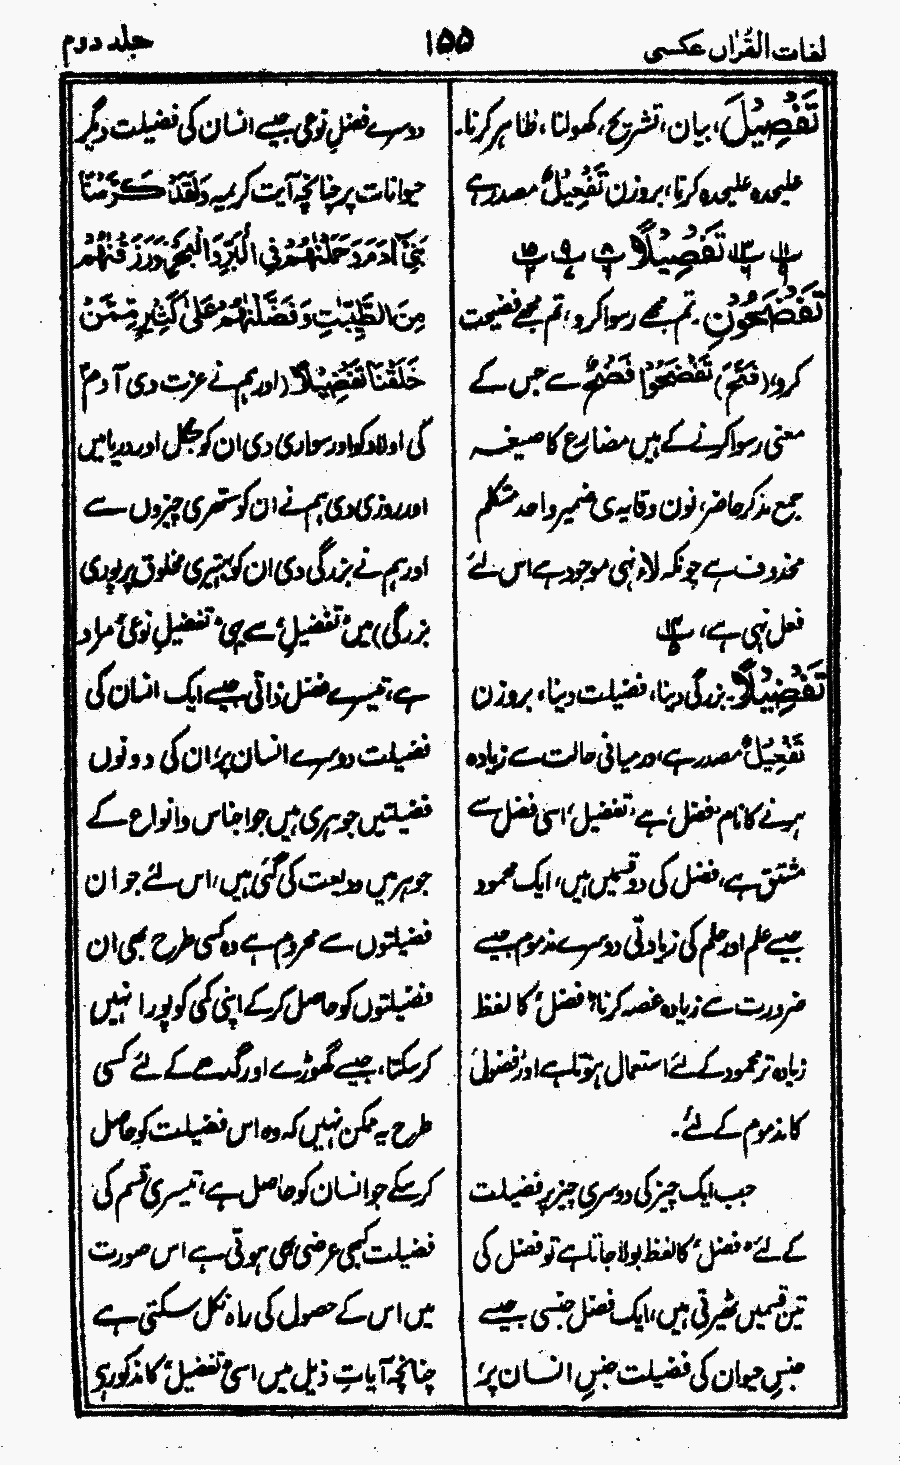 لغات القرآن عکسی
۱۵۵
جلد دوم
تَفْصِیْلَ، بیان، تشریح، کھولنا، ظاہر کرنا۔
علیحدہ علیحدہ کرنا، بروزن تَفْعِیْلٌ مصدر ہے
تَفْصِیْلًا
تَفْضَحُوْنِ۔ تم مجھے رسوا کرو، تم مجھے فضیحت
کرو، (فَتَحَ) تَفْضَحُوْا فَضْحٌ سے جس کے
معنی رسوا کرنے کے ہیں مضارع کا صیغہ
جمع مذکر حاضر، نون وقایہ ی ضمیر واحد متکلم
محذوف ہے چونکہ لاء نہی موجود ہے اس لئے
فعل نہی ہے،
تَفْضِیْلًا۔ بزرگی دینا، فضیلت دینا، بروزن
تَفْعِیْلٌ مصدر ہے، درمیانی حالت سے زیادہ
ہونے کا نام "فضل" ہے "تفضیل" اسی فضل سے
مشتق ہے، فضل کی دو قسمیں ہیں، ایک محمود
جیسے علم اور حلم کی زیادتی دوسرے مذموم جیسے
ضرورت سے زیادہ غصہ کرنا، "فضل" کا لفظ
زیادہ تر محمود کے لئے استعمال ہوتا ہے اور "فضول"
کا مذموم کے لئے۔
جب ایک چیز کی دوسری چیز پر فضیلت
کے لئے "فضل" کا لفظ بولا جاتا ہے تو فضل کی
تین قسمیں ٹھیرتی ہیں، ایک فضل جنسی جیسے
جنسِ حیوان کی فضیلت جنسِ انسان پر،
دوسرے فضلِ نوعی جیسے انسان کی فضیلت دیگر
حیوانات پر چنانچہ آیت کریمہ وَلَقَدْ کَرَّمْنَا
بَنِیْ اٰدَمَ وَحَمَلْنٰھُمْ فِی الْبَرِّ وَالْبَحْرِ وَرَزَقْنٰھُمْ
مِنَ الطَّیِّبٰتِ وَفَضَّلْنٰھُمْ عَلٰی کَثِیْرٍ مِّمَّنْ
خَلَقْنَا تَفْضِیْلًا (اور ہم نے عزت دی آدمؑ
کی اولاد کو اور سواری دی ان کو جنگل اور دریا میں
اور روزی دی ہم نے ان کو ستھری چیزوں سے
اور ہم نے بزرگی دی ان کو بہتیری مخلوق پر پوری
بزرگی) میں "تفضیل" سے یہی "تفضیل نوعی" مراد
ہے، تیسرے فضل ذاتی جیسے ایک انسان کی
فضیلت دوسرے انسان پر، ان کی دونوں
فضیلتیں جوہری ہیں جو اجناس و انواع کے
جوہر میں ودیعت کی گئی ہیں، اس لئے جو ان
فضیلتوں سے محروم ہے وہ کسی طرح بھی ان
فضیلتوں کو حاصل کرکے اپنی کمی کو پورا نہیں
کرسکتا، جیسے گھوڑے اور گدھے کے لئے کسی
طرح یہ ممکن نہیں کہ وہ اس فضیلت کو حاصل
کرسکے جو انسان کو حاصل ہے، تیسری قسم کی
فضیلت کبھی عرضی بھی ہوتی ہے اس صورت
میں اس کے حصول کی راہ نکل سکتی ہے
چنانچہ آیاتِ ذیل میں اسی "تفضیل" کا مذکور ہے